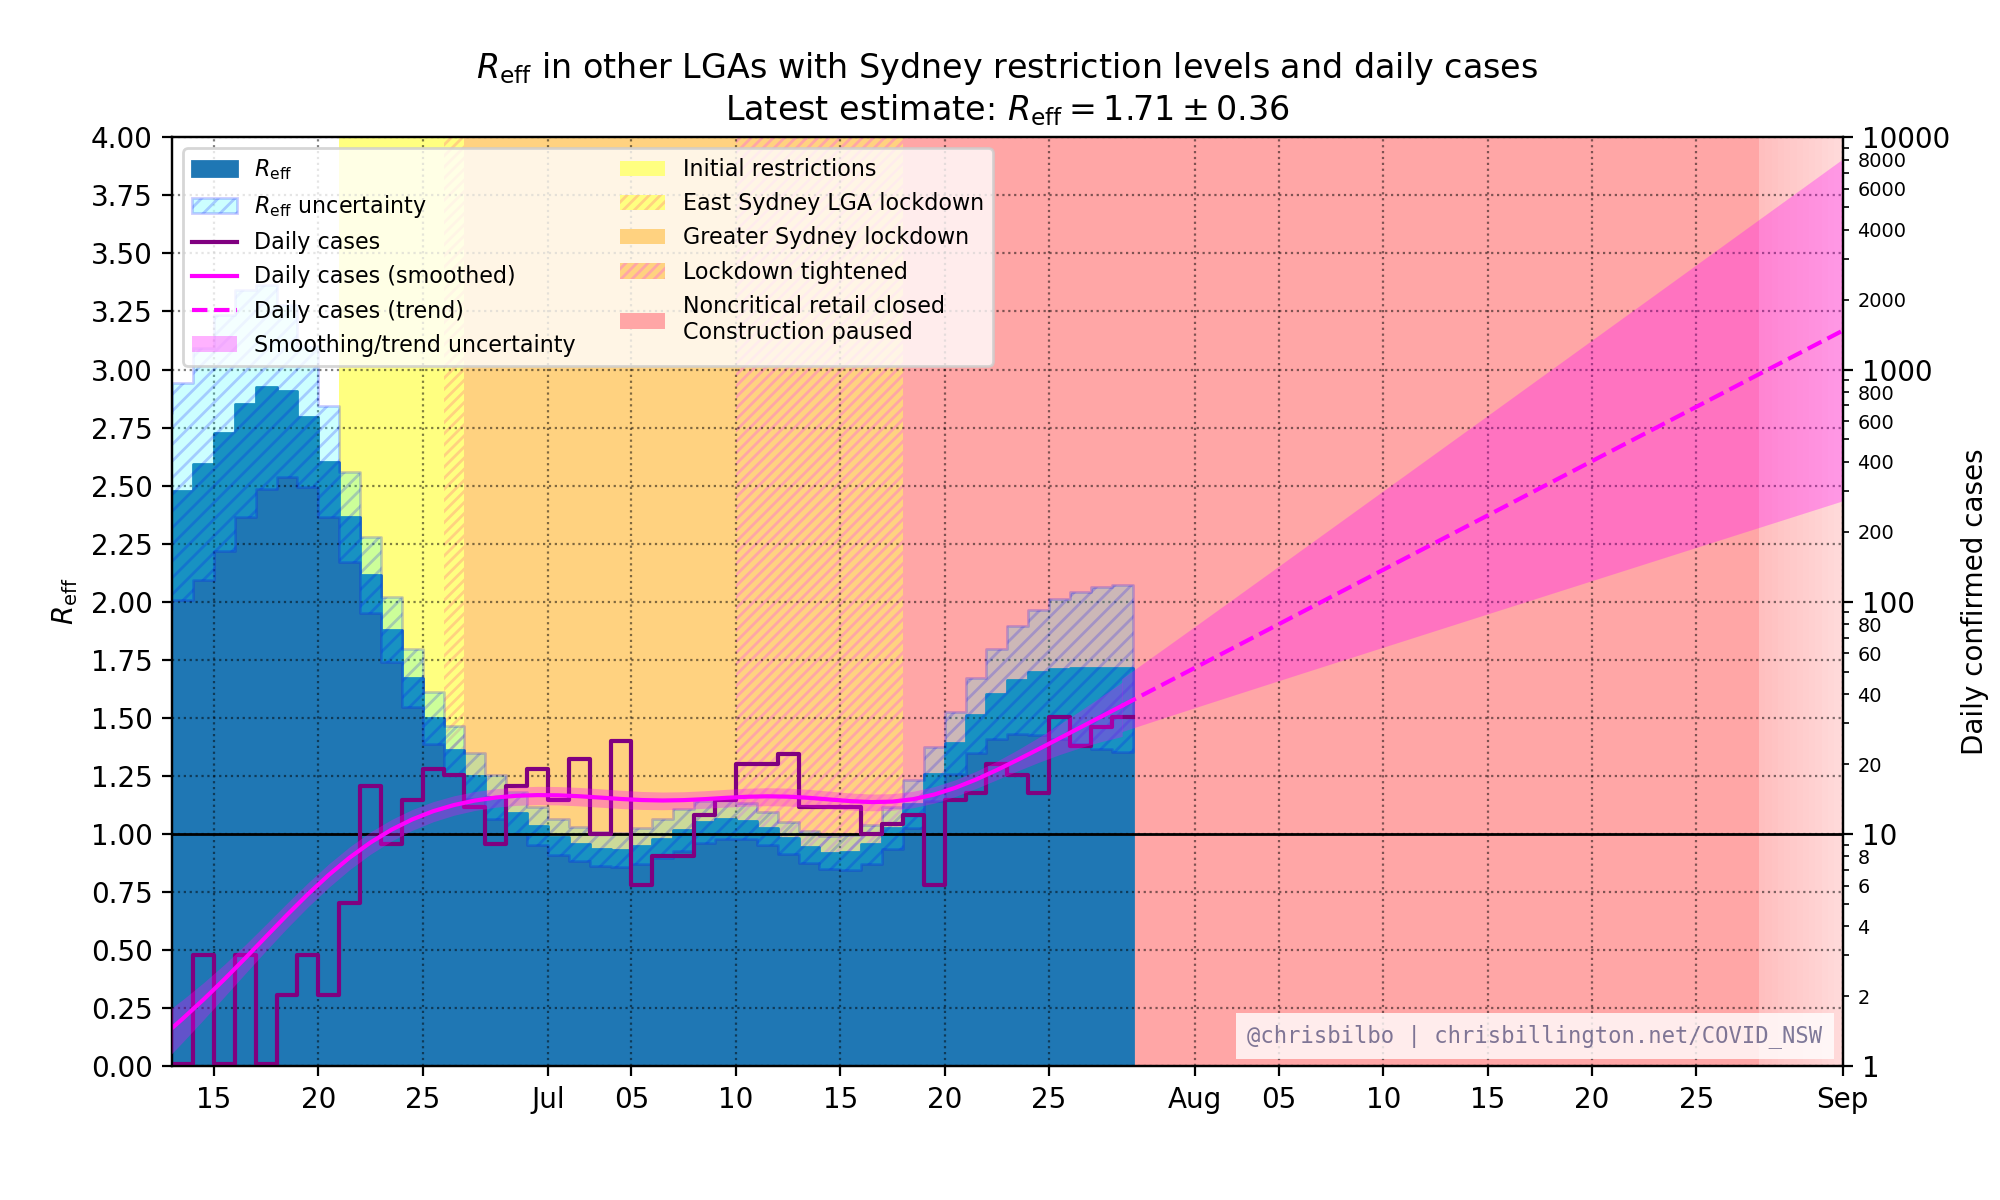 R_eff in other LGAs with Sydney restriction levels and daily cases
Latest estimate: R_eff = 1.71 ± 0.36
4.00
3.75
3.50
3.25
3.00
2.75
2.50
2.25
2.00
1.75
1.50
1.25
1.00
0.75
0.50
0.25
0.00
R_eff
R_eff
R_eff uncertainty
Daily cases
Daily cases (smoothed)
Daily cases (trend)
Smoothing/trend uncertainty
Initial restrictions
East Sydney LGA lockdown
Greater Sydney lockdown
Lockdown tightened
Noncritical retail closed
Construction paused
10000
8000
6000
4000
2000
1000
800
600
400
200
100
80
60
40
20
10
8
6
4
2
1
Daily confirmed cases
@chrisbilbo | chrisbillington.net/COVID_NSW
15 20 25 Jul 05 10 15 20 25 Aug 05 10 15 20 25 Sep